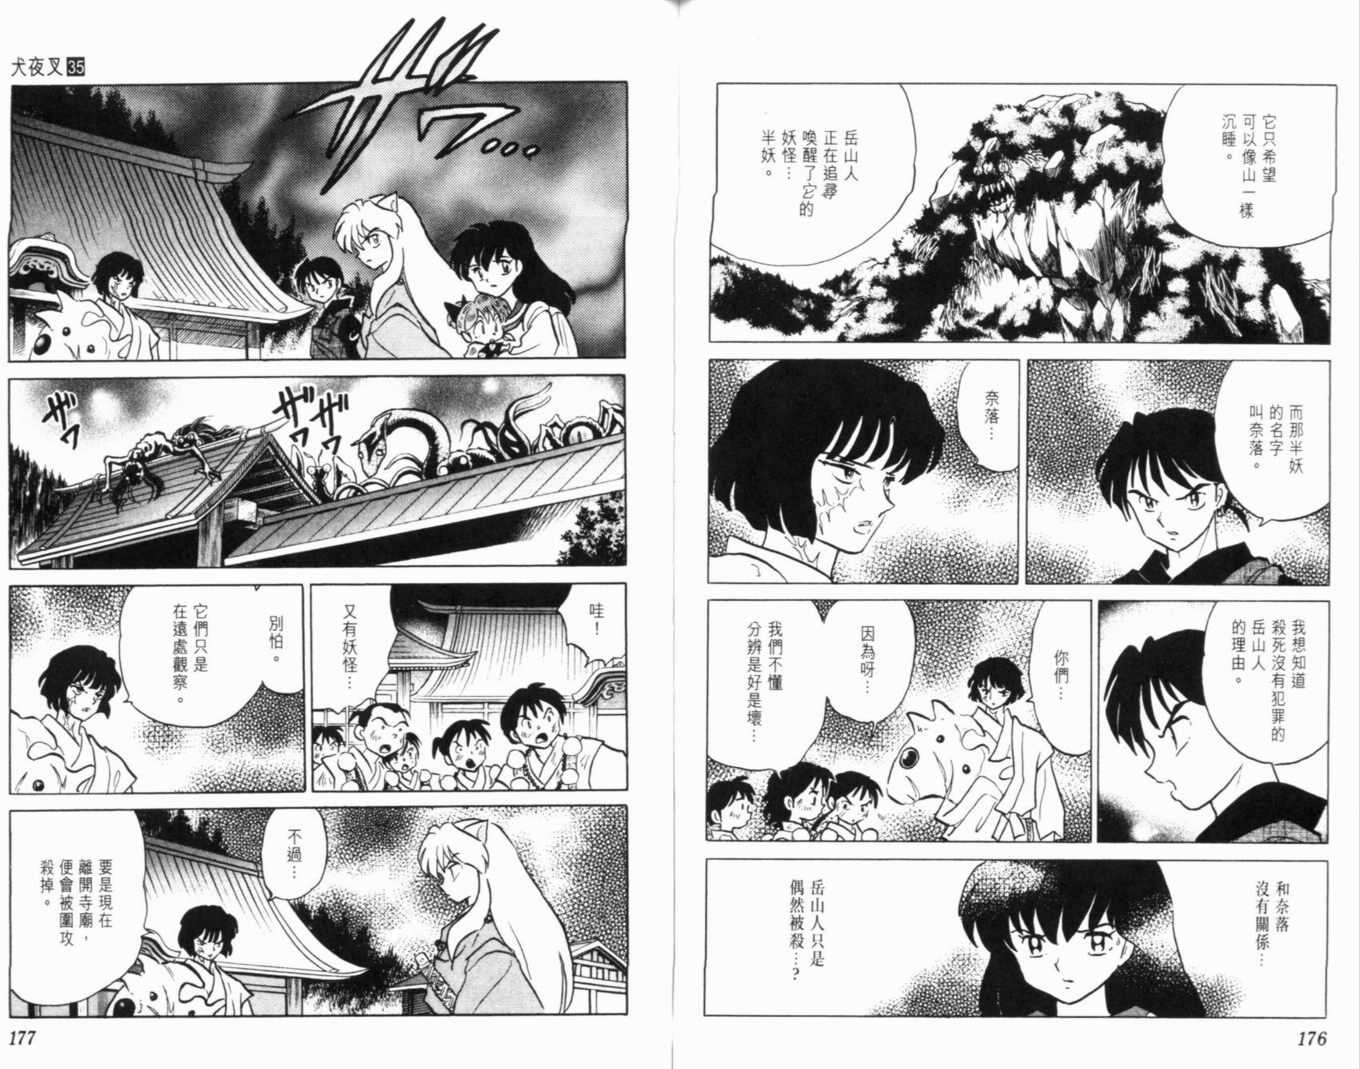 它只希望
可以像山一樣
沉睡。
岳山人
正在追尋
喚醒了它的
妖怪…
半妖。
而那半妖
的名字
叫奈落。
奈落…
我想知道
殺死沒有犯罪的
岳山人
的理由。
你們…
因為呀…
我們不懂
分辨是好是壞…
和奈落
沒有關係…
岳山人只是
偶然被殺…?
176
犬夜叉35
ザワ…
ザワ
ザワ
ザワ
哇!
又有妖怪…
別怕。
它們只是
在遠處觀察。
不過…
要是現在
離開寺廟,
便會被圍攻
殺掉。
177